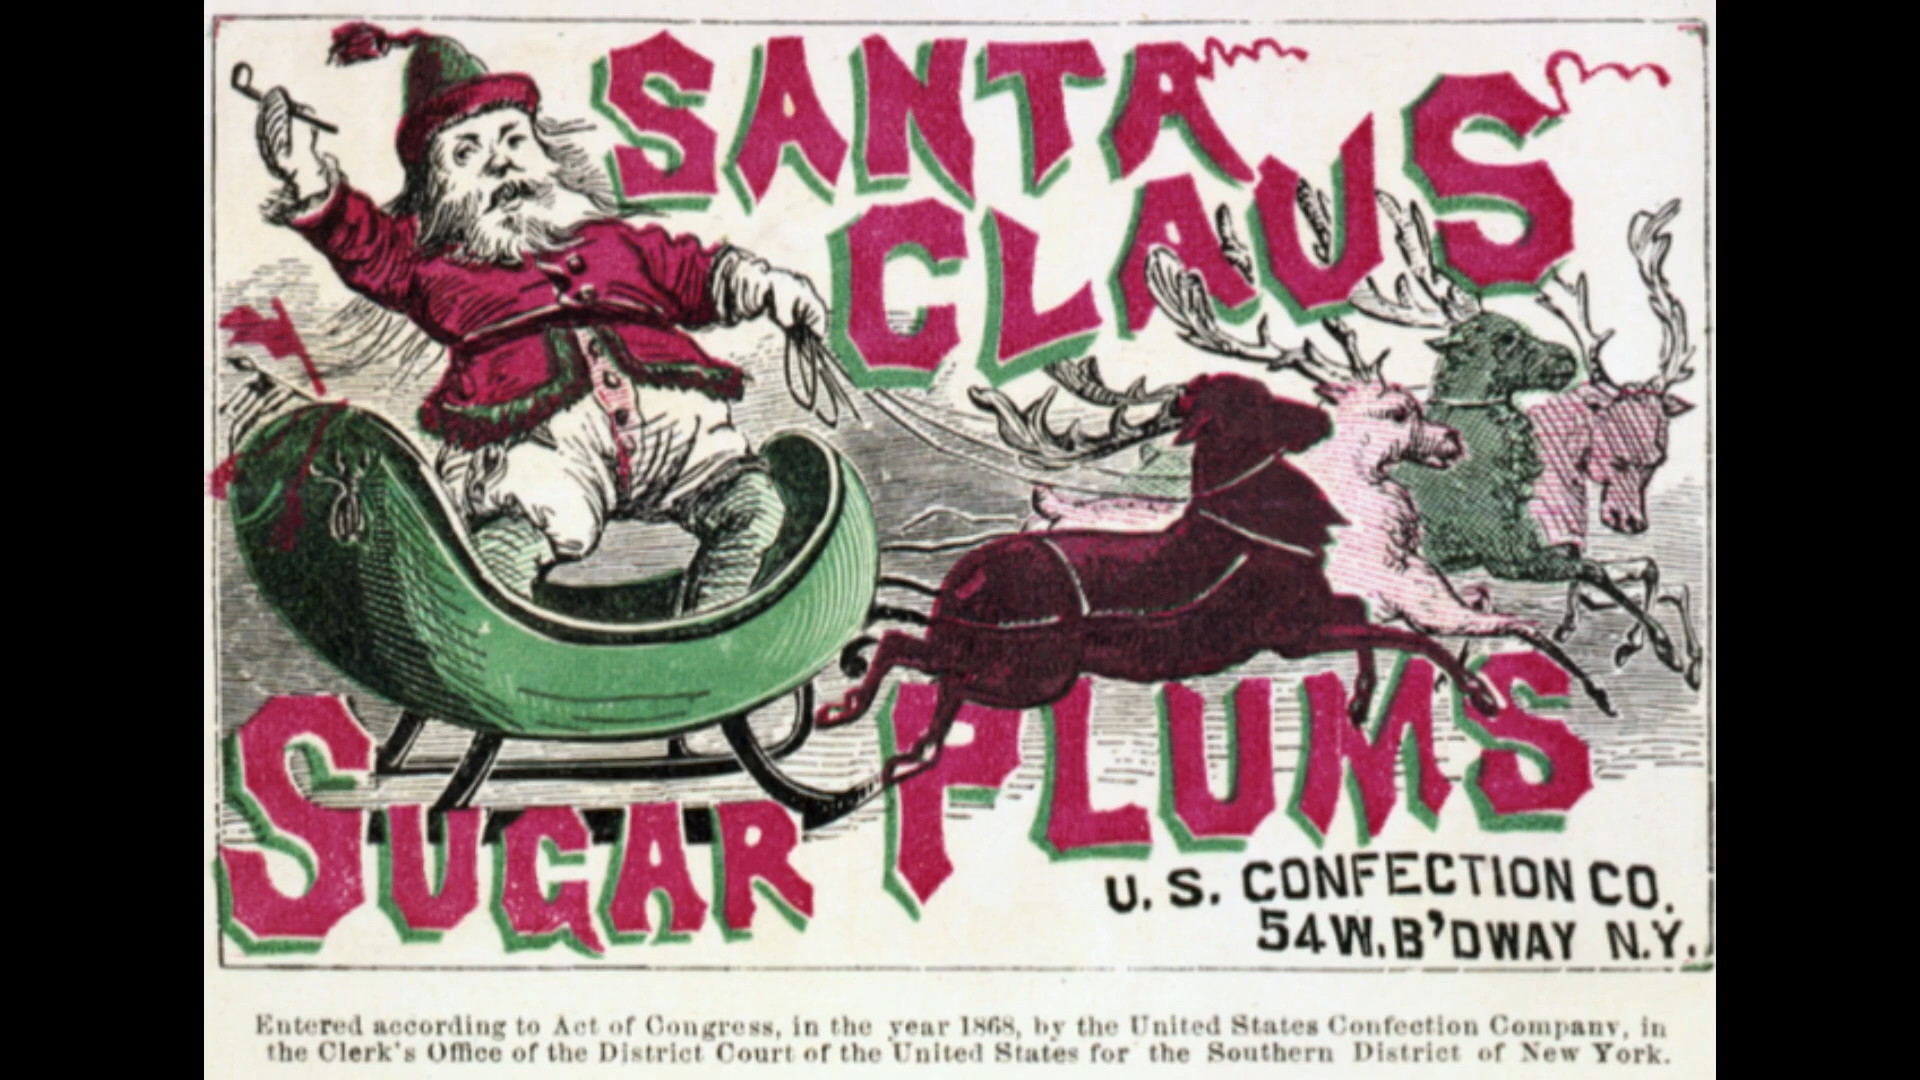 SANTA
CLAUS
SUGAR PLUMS
U. S. CONFECTION CO.
54 W. B'DWAY N.Y.
Entered according to Act of Congress, in the year 1868, by the United States Confection Company, in
the Clerk's Office of the District Court of the United States for the Southern District of New York.